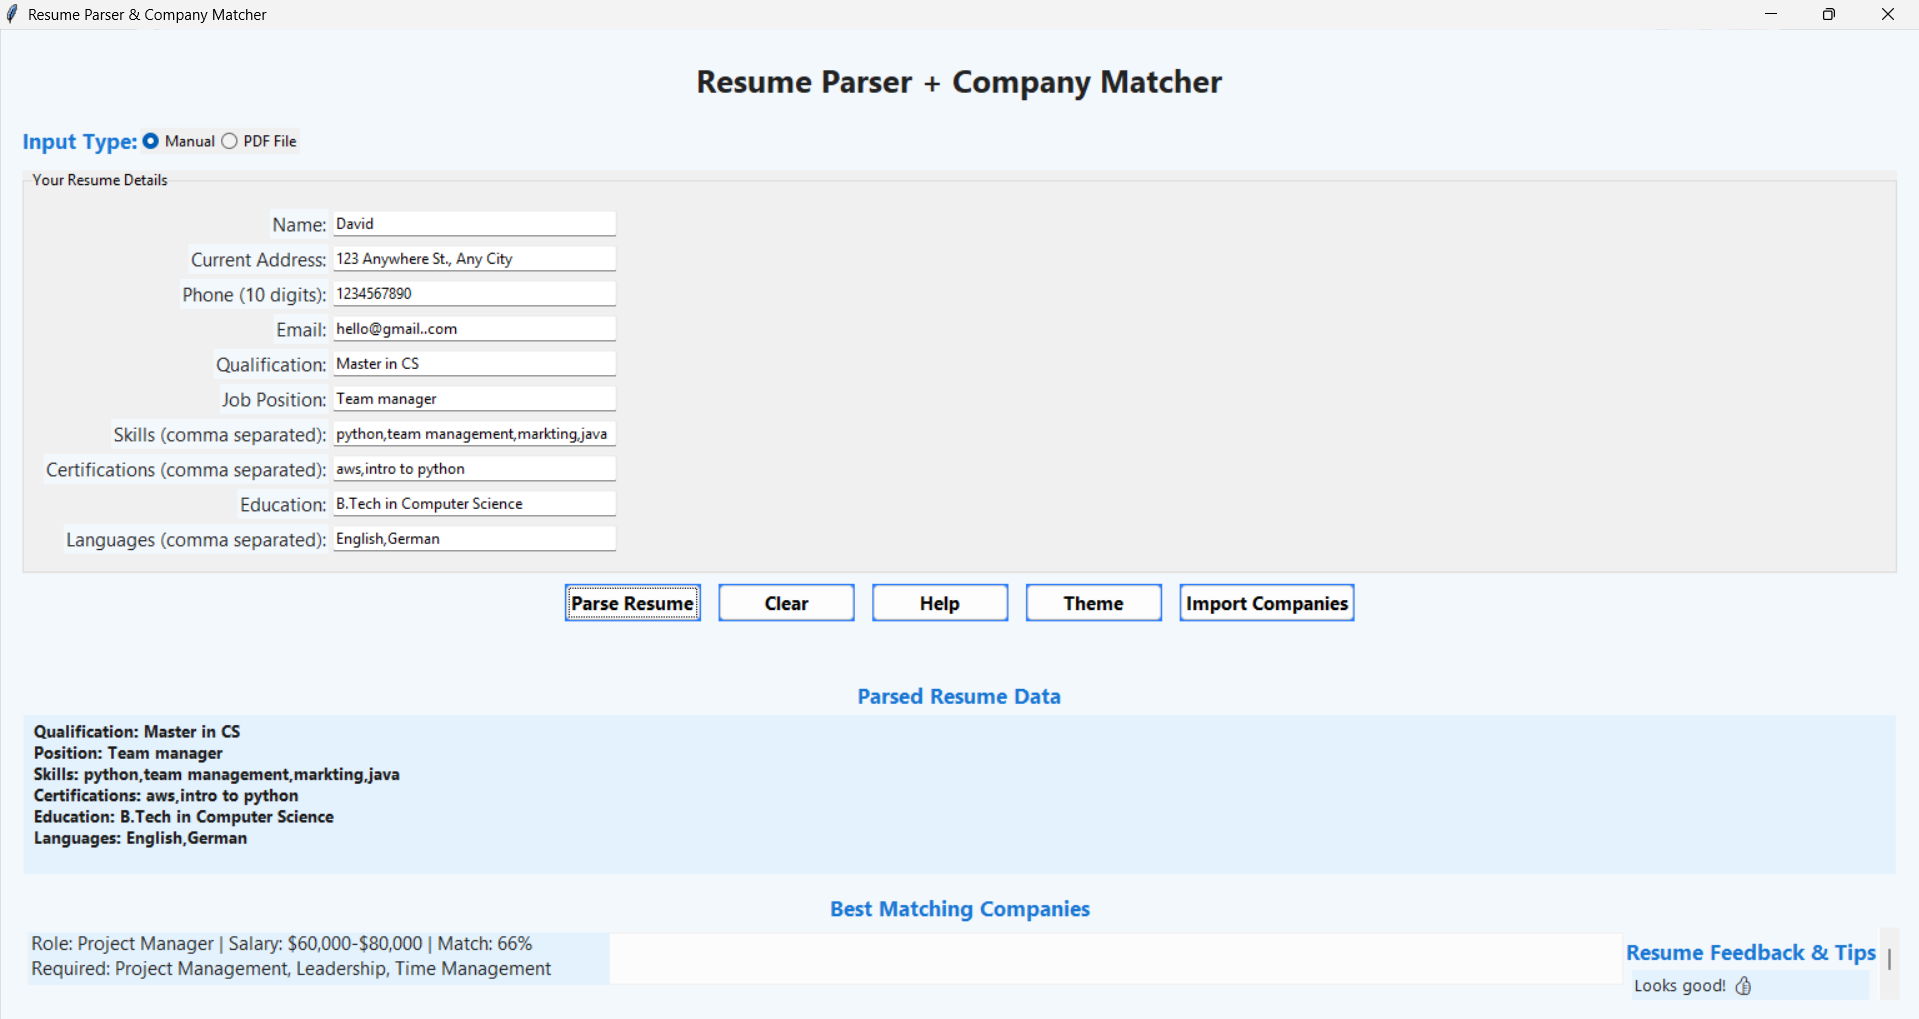 Resume Parser & Company Matcher
Resume Parser + Company Matcher
Input Type: Manual PDF File
Your Resume Details
Name: David
Current Address: 123 Anywhere St., Any City
Phone (10 digits): 1234567890
Email: hello@gmail..com
Qualification: Master in CS
Job Position: Team manager
Skills (comma separated): python,team management,markting,java
Certifications (comma separated): aws,intro to python
Education: B.Tech in Computer Science
Languages (comma separated): English,German
Parse Resume Clear Help Theme Import Companies
Parsed Resume Data
Qualification: Master in CS
Position: Team manager
Skills: python,team management,markting,java
Certifications: aws,intro to python
Education: B.Tech in Computer Science
Languages: English,German
Best Matching Companies
Role: Project Manager | Salary: $60,000-$80,000 | Match: 66%
Required: Project Management, Leadership, Time Management
Resume Feedback & Tips
Looks good! 👍